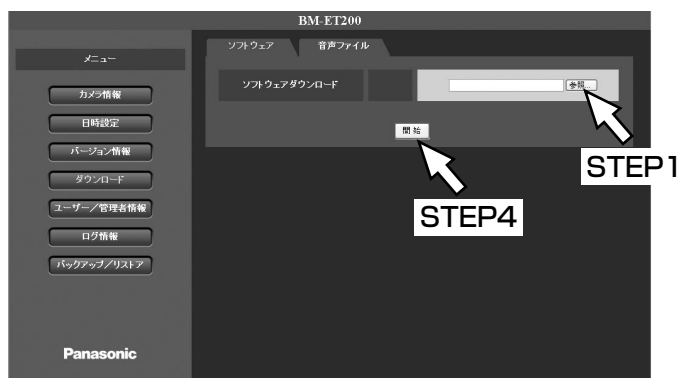 BM-ET200
メニュー
カメラ情報
日時設定
バージョン情報
ダウンロード
ユーザー／管理者情報
ログ情報
バックアップ／リストア
Panasonic
ソフトウェア 音声ファイル
ソフトウェアダウンロード 参照...
開始
STEP1
STEP4